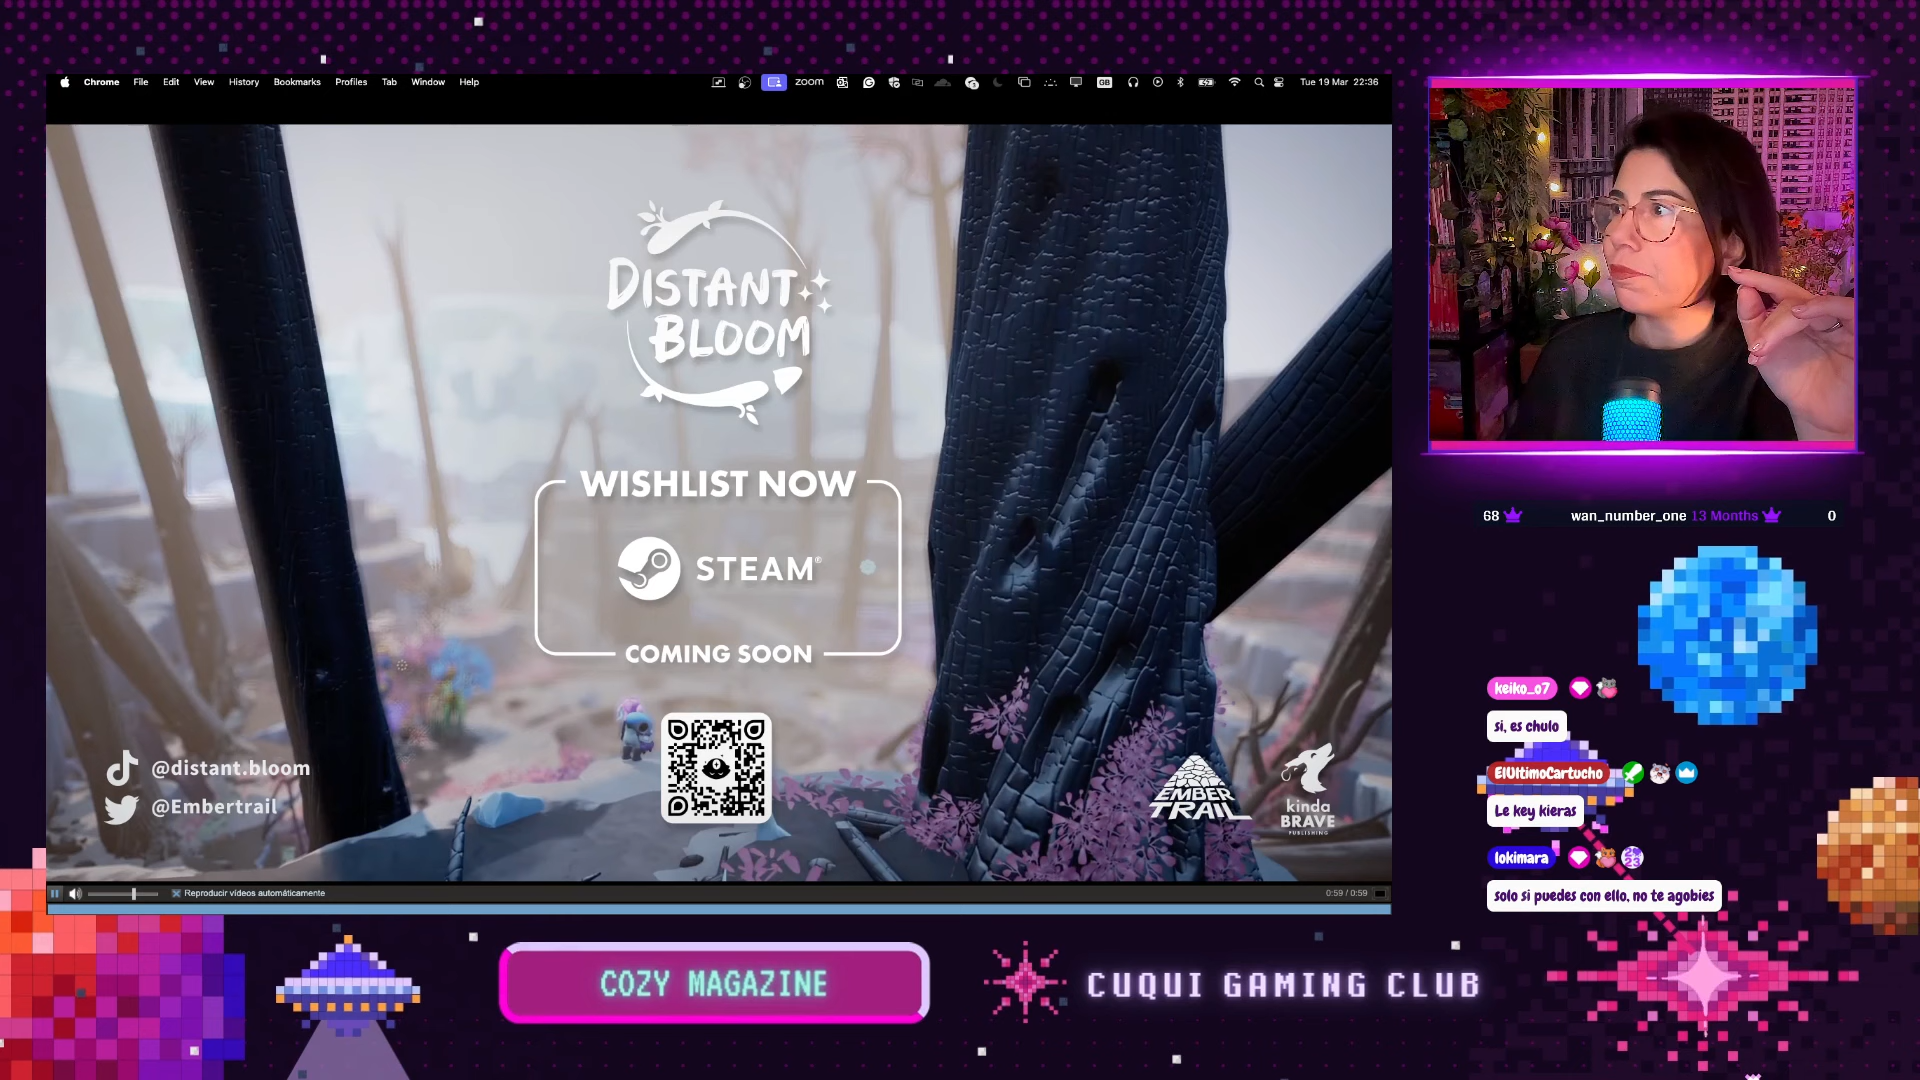 Chrome File Edit View History Bookmarks Profiles Tab Window Help
zoom GB Tue 19 Mar 22:36
DISTANT
BLOOM
WISHLIST NOW
STEAM®
COMING SOON
@distant.bloom
@Embertrail
EMBER
TRAIL
kinda
BRAVE
PUBLISHING
Reproducir vídeos automáticamente
0:59 / 0:59
68 wan_number_one 13 Months 0
keiko_o7
si, es chulo
ElUltimoCartucho
Le key kieras
lokimara
solo si puedes con ello, no te agobies
COZY MAGAZINE
CUQUI GAMING CLUB